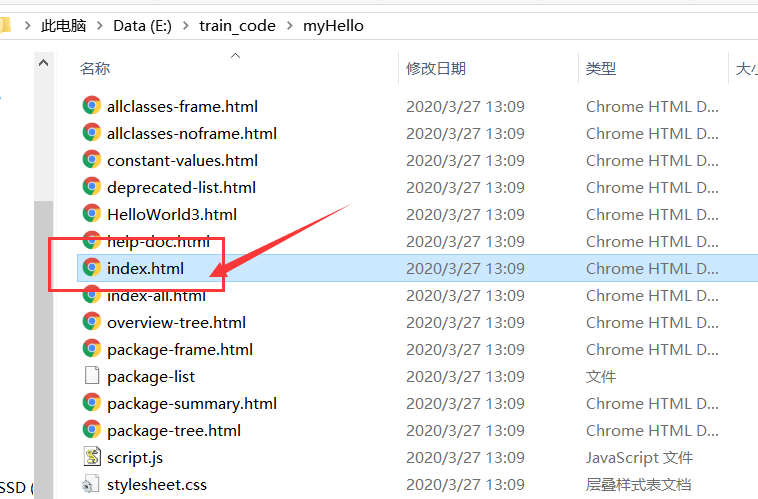 此电脑 > Data (E:) > train_code > myHello
名称 修改日期 类型
allclasses-frame.html 2020/3/27 13:09 Chrome HTML D...
allclasses-noframe.html 2020/3/27 13:09 Chrome HTML D...
constant-values.html 2020/3/27 13:09 Chrome HTML D...
deprecated-list.html 2020/3/27 13:09 Chrome HTML D...
HelloWorld3.html 2020/3/27 13:09 Chrome HTML D...
help-doc.html 2020/3/27 13:09 Chrome HTML D...
index.html 2020/3/27 13:09 Chrome HTML D...
index-all.html 2020/3/27 13:09 Chrome HTML D...
overview-tree.html 2020/3/27 13:09 Chrome HTML D...
package-frame.html 2020/3/27 13:09 Chrome HTML D...
package-list 2020/3/27 13:09 文件
package-summary.html 2020/3/27 13:09 Chrome HTML D...
package-tree.html 2020/3/27 13:09 Chrome HTML D...
script.js 2020/3/27 13:09 JavaScript 文件
SSD ( stylesheet.css 2020/3/27 13:09 层叠样式表文档